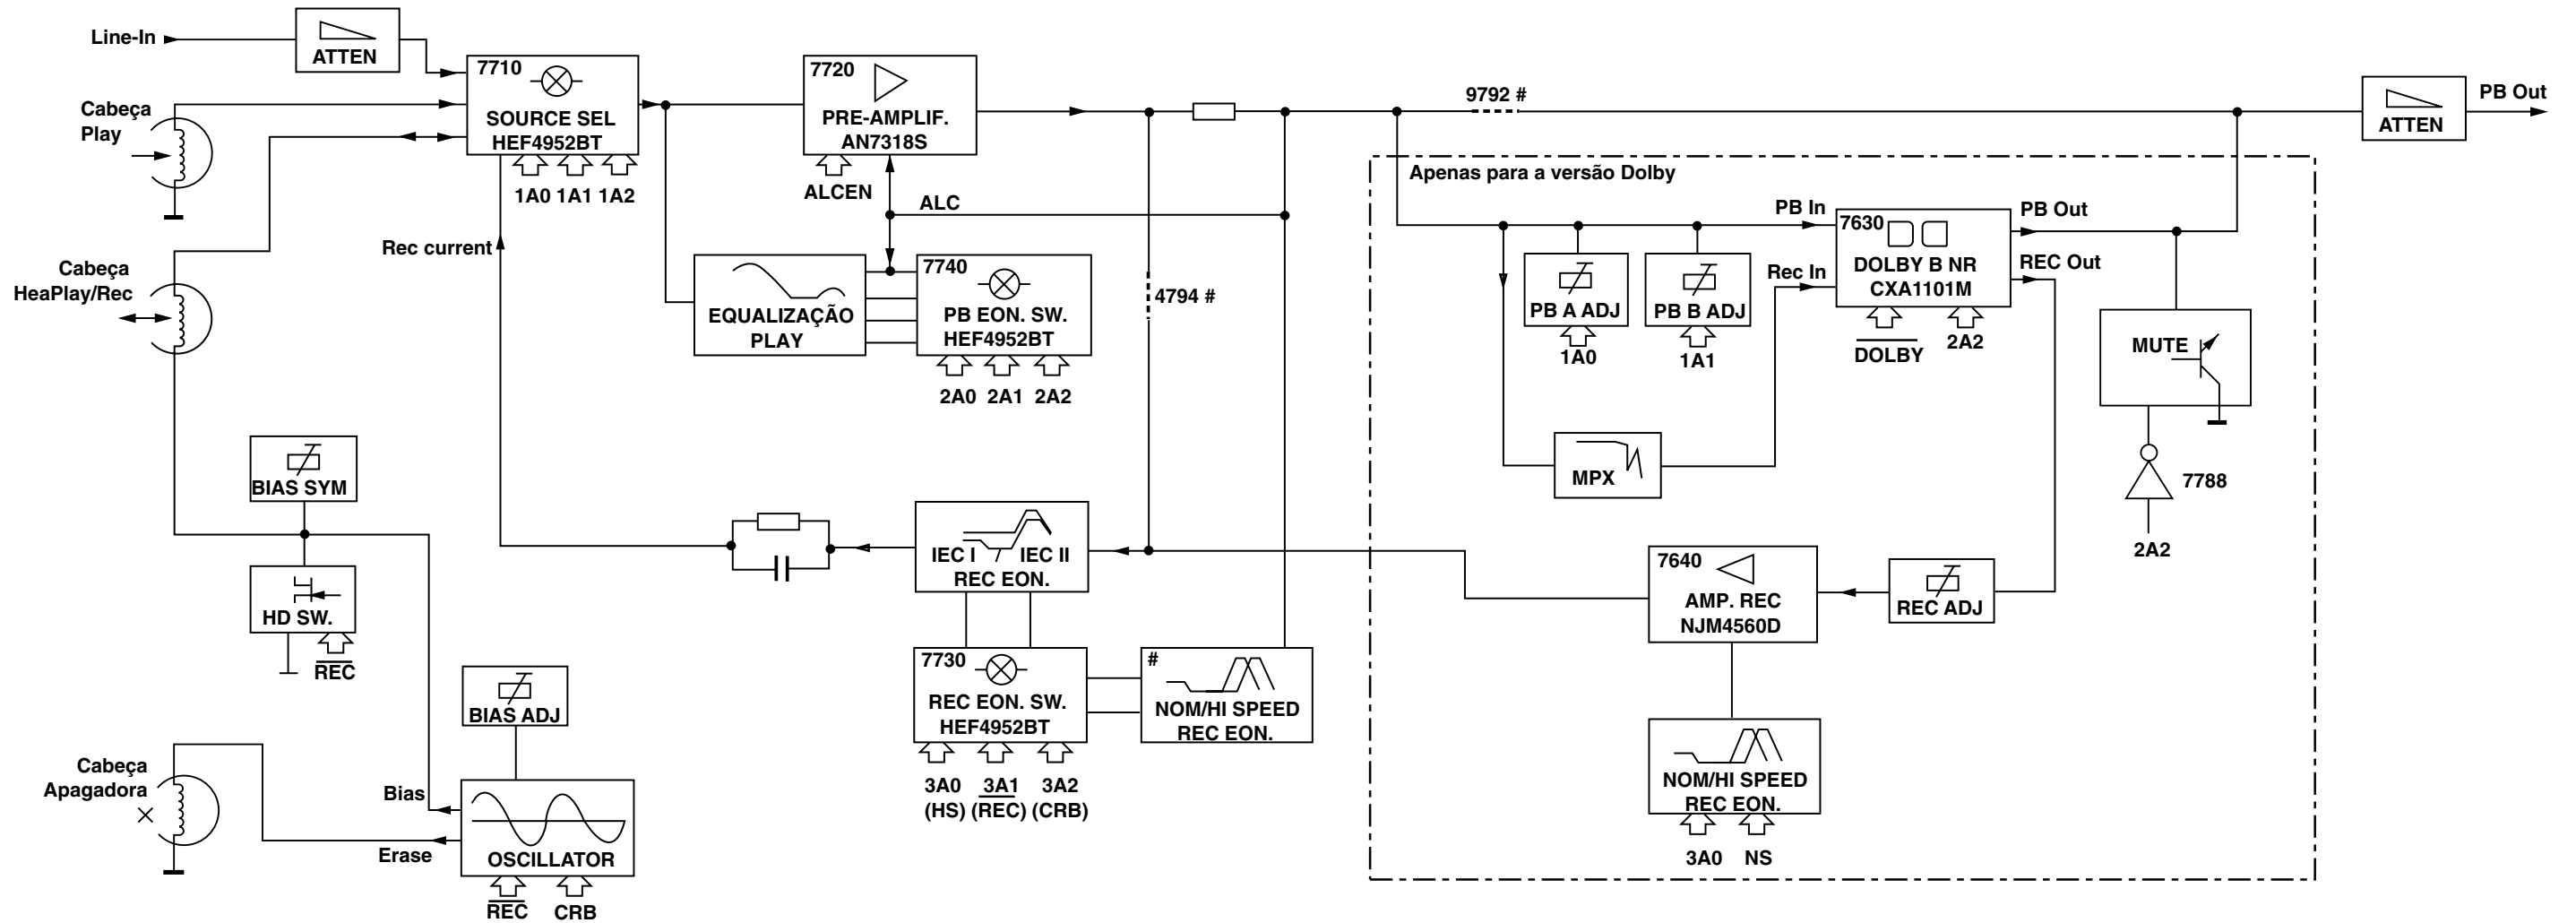 Line-In
ATTEN
7710
SOURCE SEL
HEF4952BT
1A0 1A1 1A2
7720
PRE-AMPLIF.
AN7318S
ALCEN
ALC
9792 #
ATTEN
PB Out
Cabeça
Play
Cabeça
HeaPlay/Rec
Rec current
EQUALIZAÇÃO
PLAY
7740
PB EON. SW.
HEF4952BT
2A0 2A1 2A2
4794 #
Apenas para a versão Dolby
PB In
7630
DOLBY B NR
CXA1101M
PB Out
REC Out
Rec In
PB A ADJ
1A0
PB B ADJ
1A1
DOLBY
2A2
MUTE
7788
2A2
MPX
BIAS SYM
HD SW.
REC
IEC I IEC II
REC EON.
7640
AMP. REC
NJM4560D
REC ADJ
7730
REC EON. SW.
HEF4952BT
3A0 3A1 3A2
(HS) (REC) (CRB)
#
NOM/HI SPEED
REC EON.
NOM/HI SPEED
REC EON.
3A0 NS
BIAS ADJ
Cabeça
Apagadora
Bias
Erase
OSCILLATOR
REC CRB